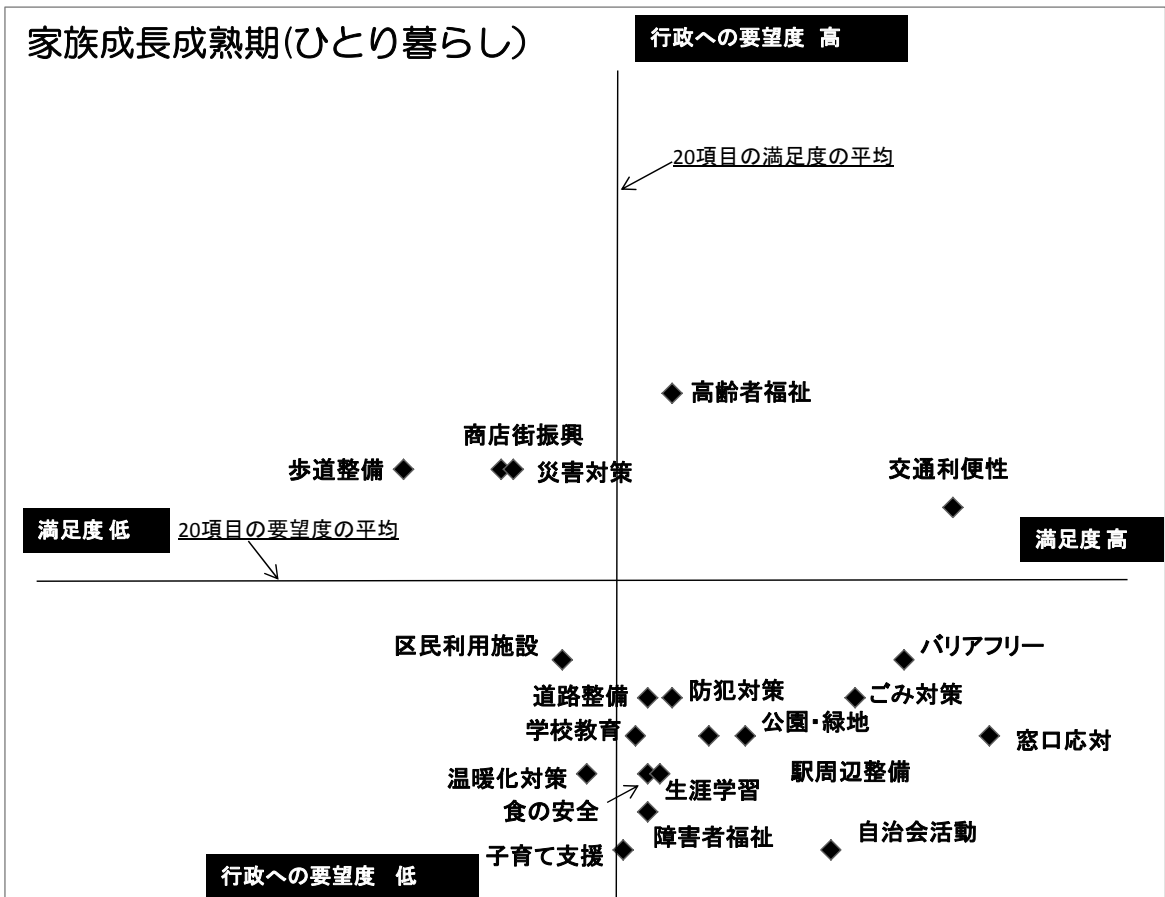 家族成長成熟期(ひとり暮らし)
行政への要望度 高
20項目の満足度の平均
高齢者福祉
商店街振興
歩道整備
災害対策
交通利便性
満足度 低
20項目の要望度の平均
満足度 高
区民利用施設
バリアフリー
道路整備
防犯対策
ごみ対策
学校教育
公園・緑地
窓口応対
温暖化対策
駅周辺整備
生涯学習
食の安全
障害者福祉
自治会活動
子育て支援
行政への要望度 低